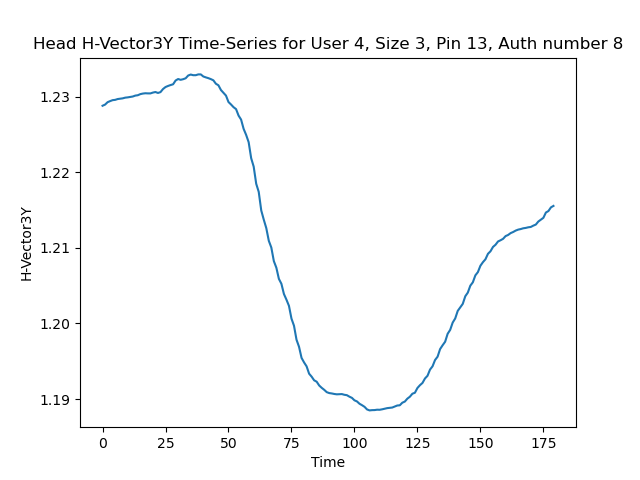 Head H-Vector3Y Time-Series for User 4, Size 3, Pin 13, Auth number 8
1.23
1.22
1.21
1.20
1.19
H-Vector3Y
0 25 50 75 100 125 150 175
Time